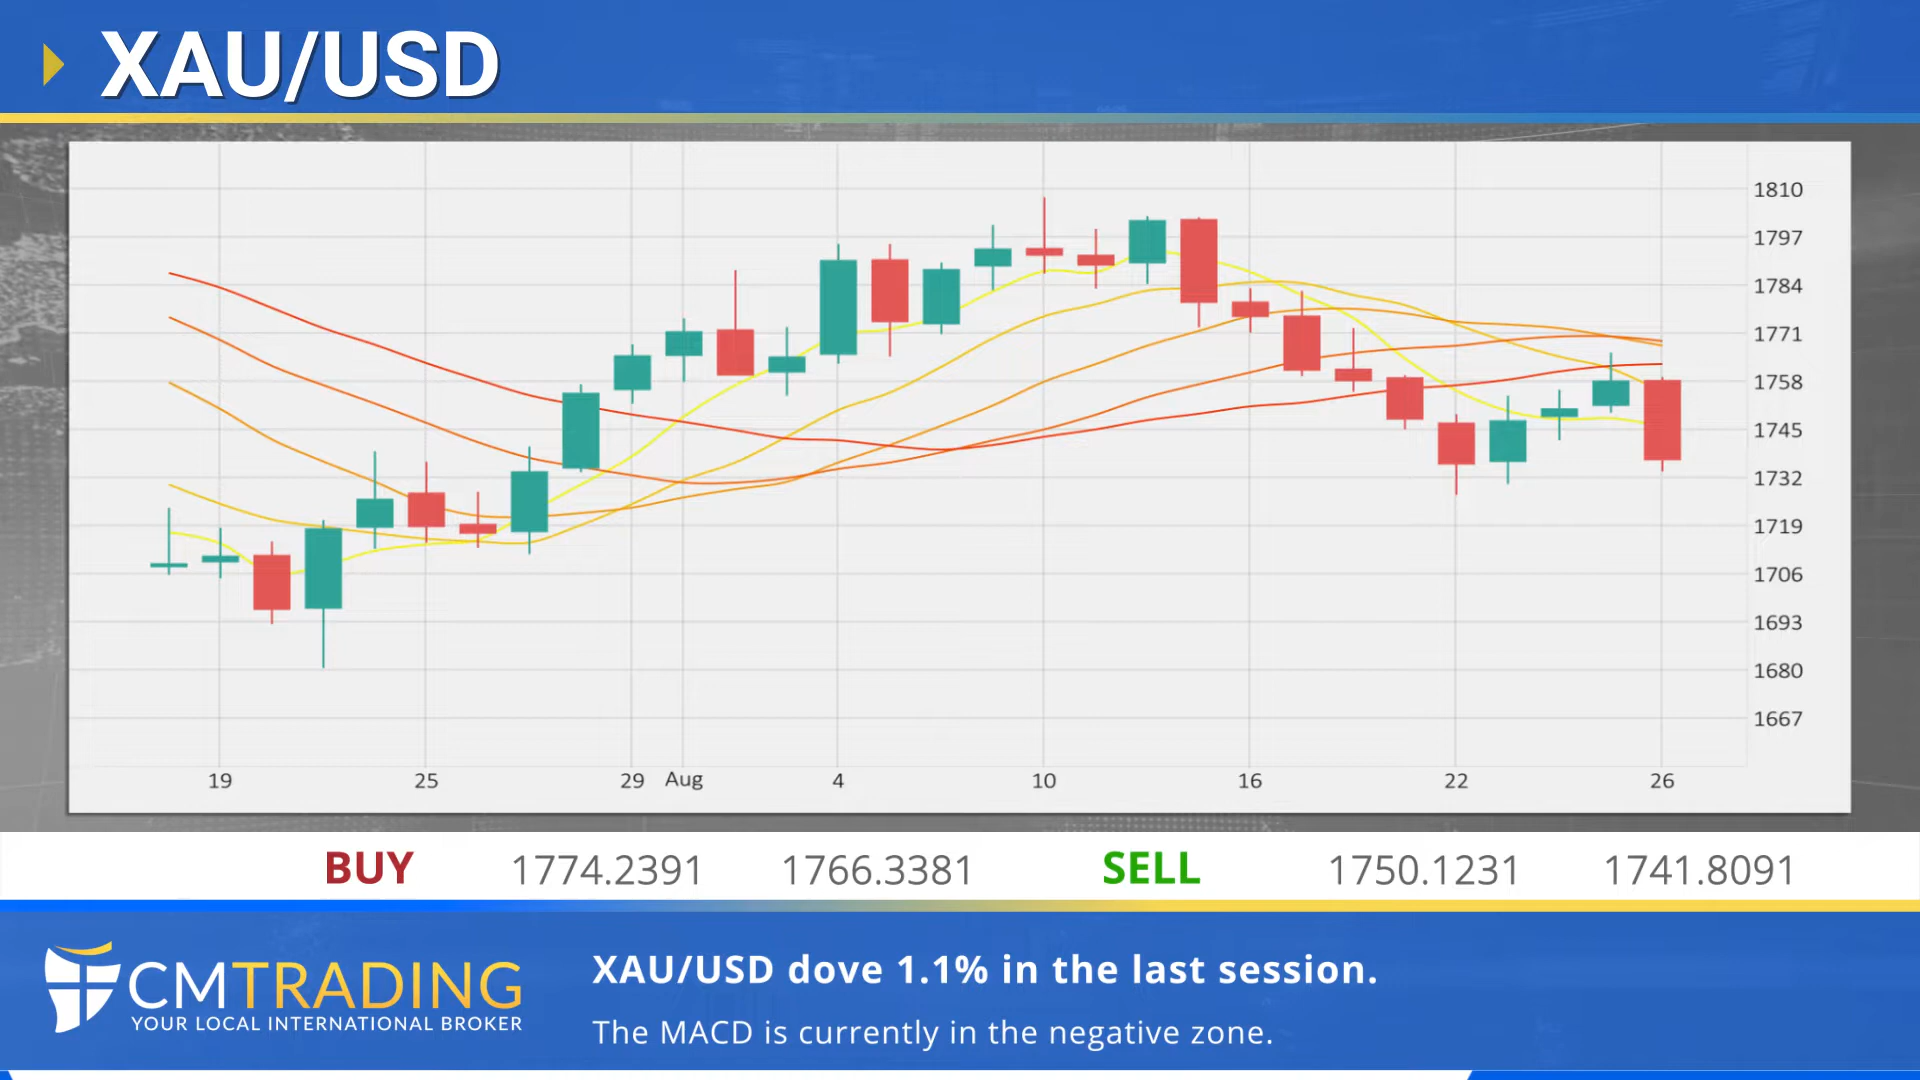 XAU/USD
1810
1797
1784
1771
1758
1745
1732
1719
1706
1693
1680
1667
19 25 29 Aug 4 10 16 22 26
BUY 1774.2391 1766.3381 SELL 1750.1231 1741.8091
CMTRADING
YOUR LOCAL INTERNATIONAL BROKER
XAU/USD dove 1.1% in the last session.
The MACD is currently in the negative zone.